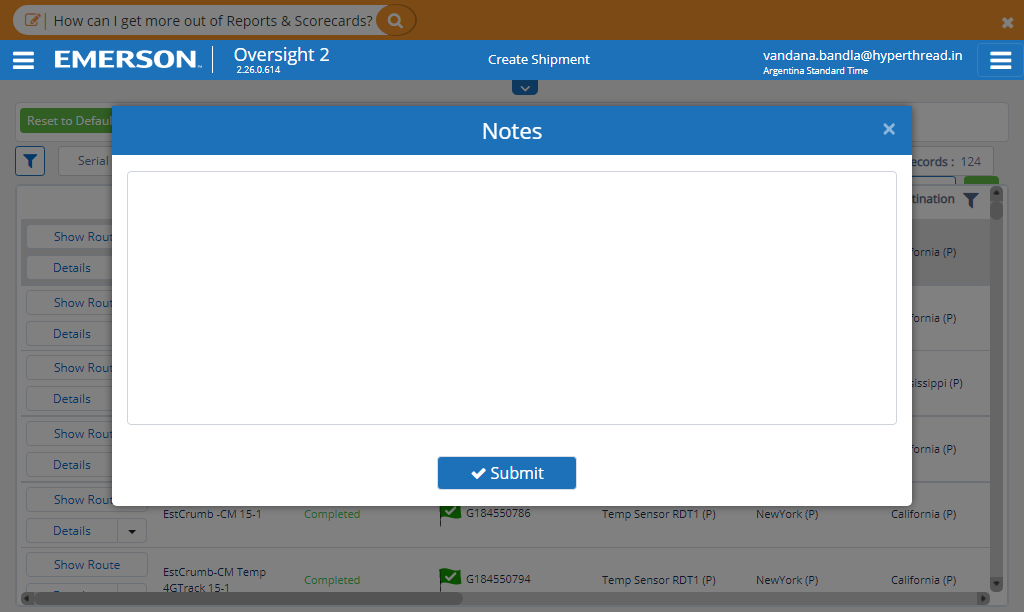 How can I get more out of Reports & Scorecards?
EMERSON
Oversight 2
2.26.0.614
Create Shipment
vandana.bandla@hyperthread.in
Argentina Standard Time
Reset to Defaul
Notes
Serial
ecords : 124
tination
Show Rout
Details
fornia (P)
Show Rout
Details
fornia (P)
Show Rout
Details
sissippi (P)
Show Rout
Details
fornia (P)
Submit
Show Rout
Details
EstCrumb -CM 15-1
Completed
G184550786
Temp Sensor RDT1 (P)
NewYork (P)
California (P)
Show Route
EstCrumb-CM Temp
4GTrack 15-1
Completed
G184550794
Temp Sensor RDT1 (P)
NewYork (P)
California (P)